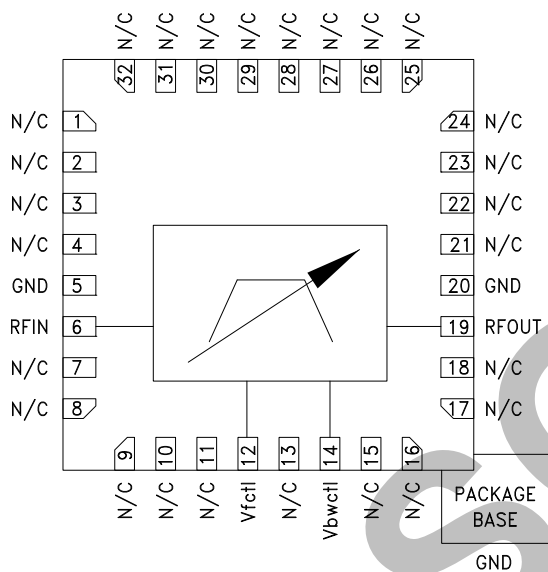 N/C N/C N/C N/C N/C N/C N/C N/C
32 31 30 29 28 27 26 25
N/C 1
N/C 2
N/C 3
N/C 4
GND 5
RFIN 6
N/C 7
N/C 8
24 N/C
23 N/C
22 N/C
21 N/C
20 GND
19 RFOUT
18 N/C
17 N/C
9 10 11 12 13 14 15 16
N/C N/C N/C Vfctl N/C Vbwctl N/C N/C
PACKAGE
BASE
GND